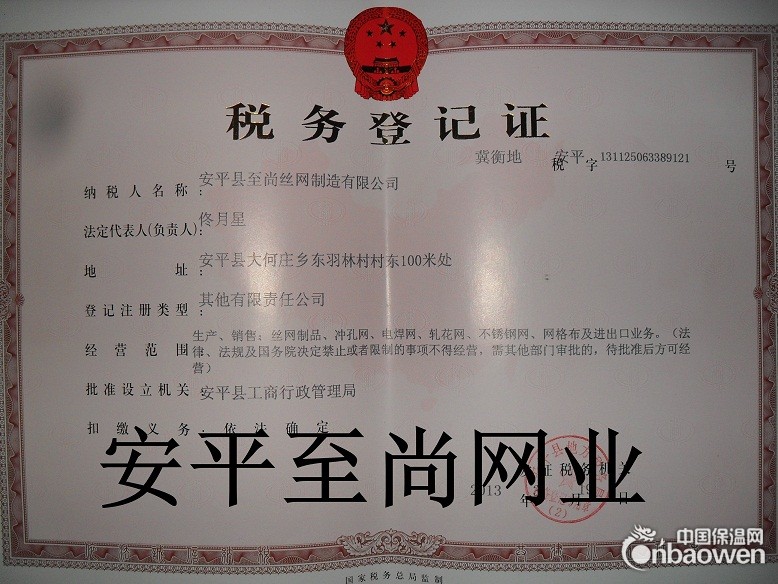 税务登记证
冀衡地税 安平字 131125063389121 号
纳税人名称: 安平县至尚丝网制造有限公司
法定代表人(负责人): 佟月星
地 址: 安平县大何庄乡东羽林村村东100米处
登记注册类型: 其他有限责任公司
经营范围 生产、销售:丝网制品、冲孔网、电焊网、轧花网、不锈钢网、网格布及进出口业务。(法
律、法规及国务院决定禁止或者限制的事项不得经营,需其他部门审批的,待批准后方可经
营)
批准设立机关 安平县工商行政管理局
扣缴义务: 依法确定
安平至尚网业
证税务机关
2013 年 月 日
(2)
国家税务总局监制
中国保温网
nbaowen®